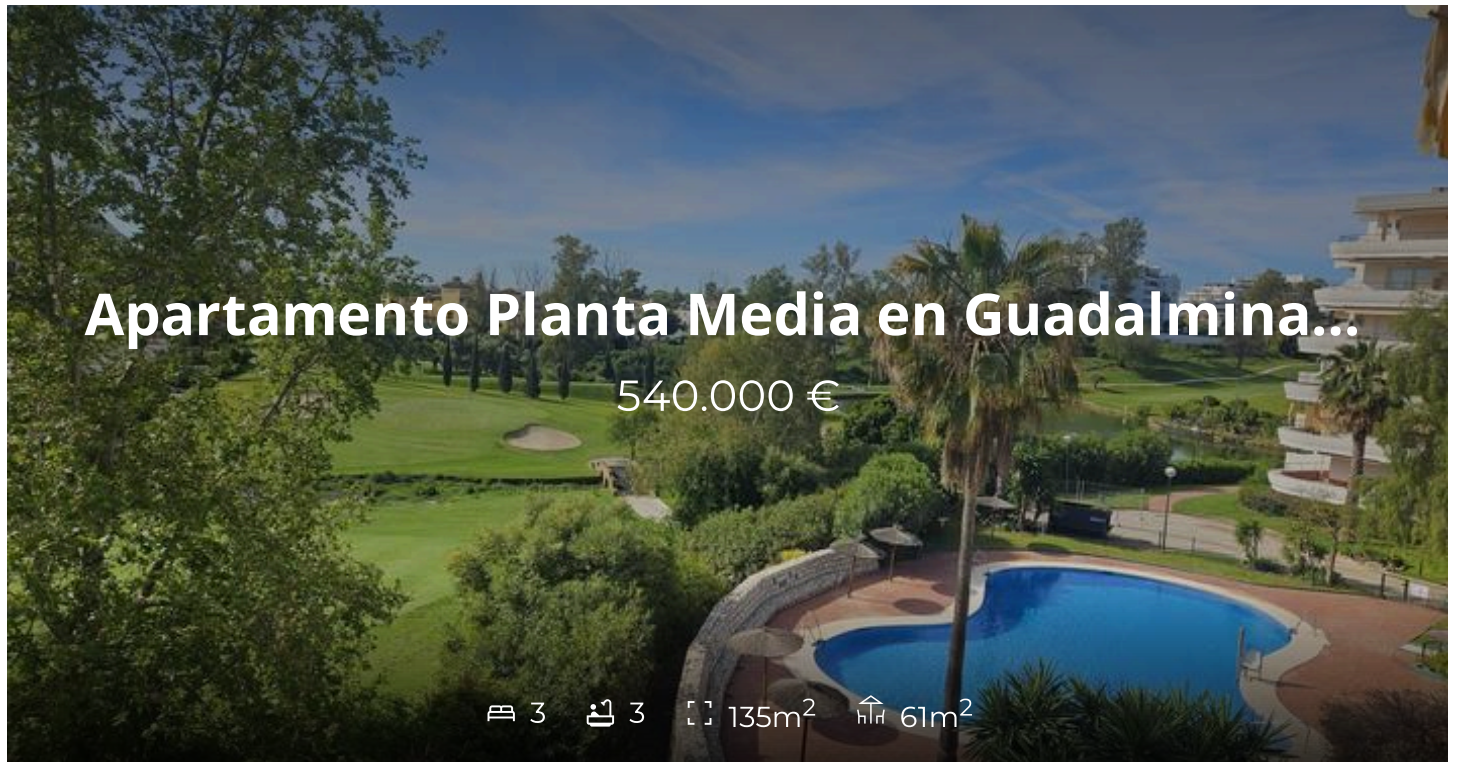 Apartamento Planta Media en Guadalmina...
540.000 €
3 3 135m² 61m²